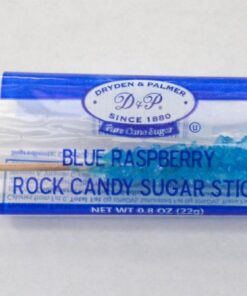 DRYDEN & PALMER
D&P®
SINCE 1880
Pure Cane Sugar
U
BLUE RASPBERRY
ROCK CANDY SUGAR STIC
NET WT 0.8 OZ (22g)